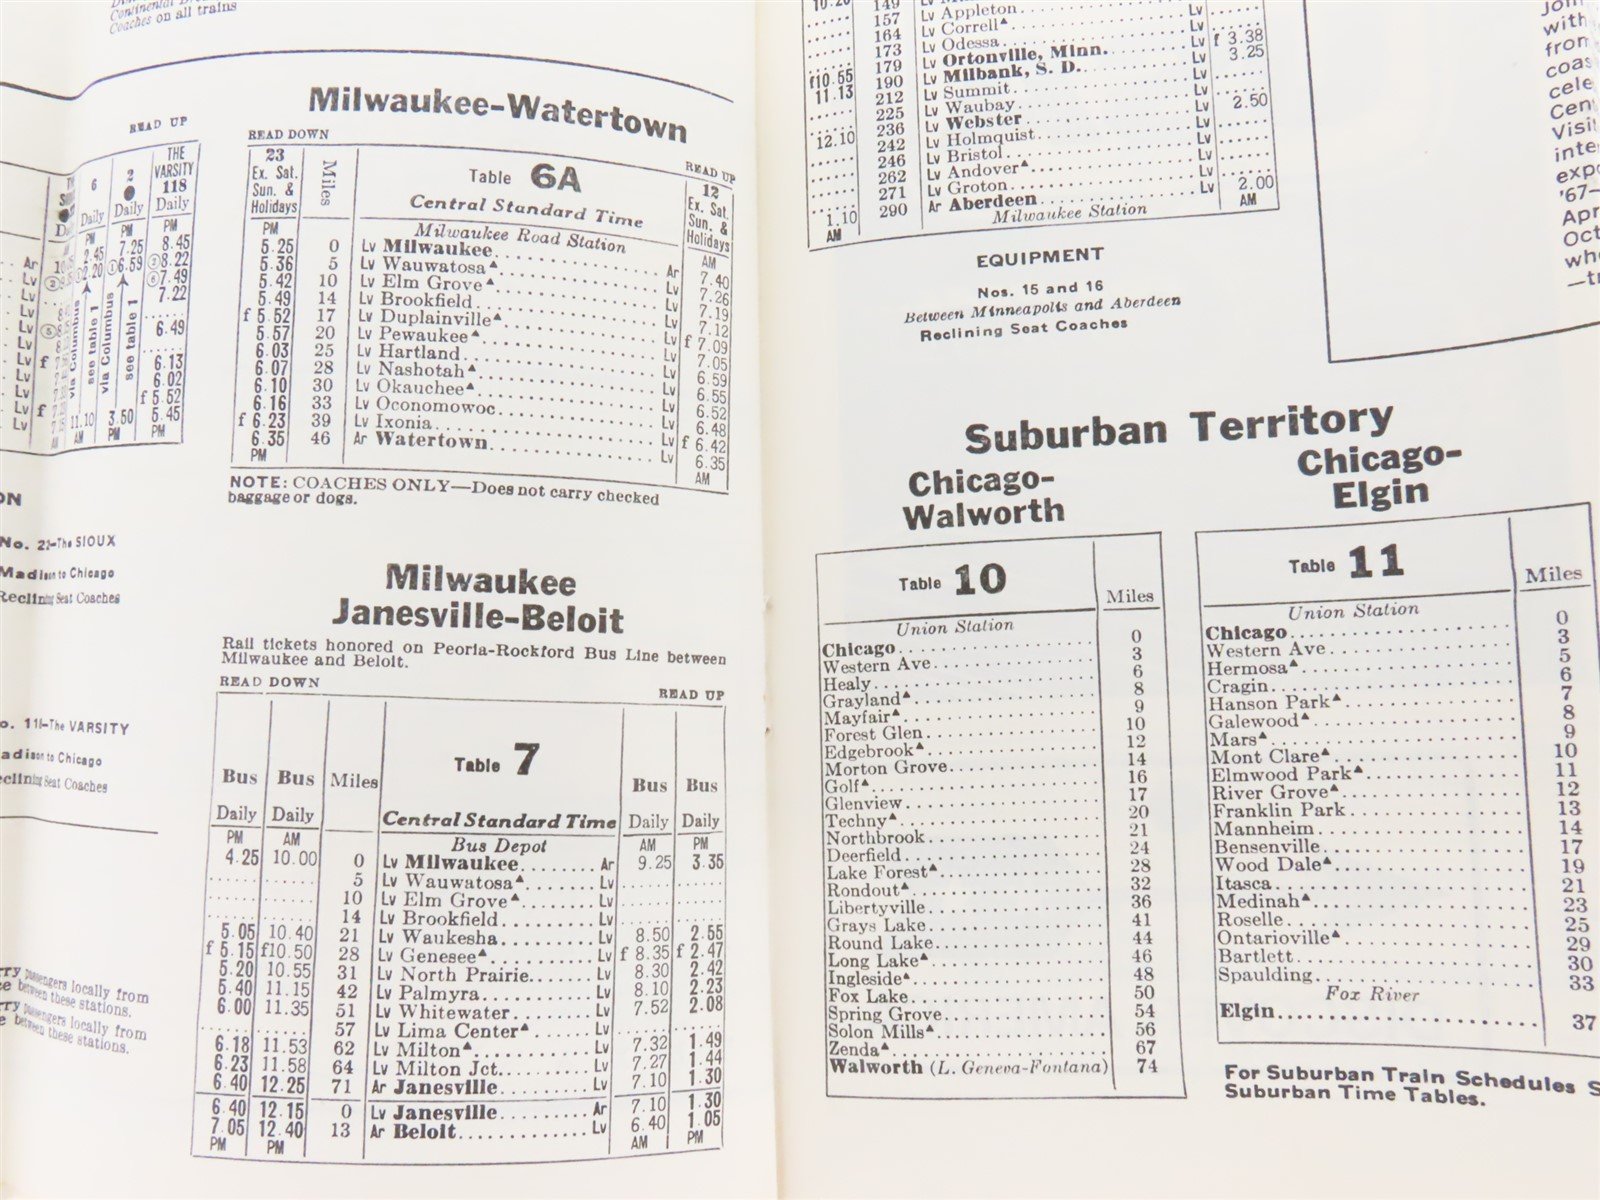 Coaches on all trains
READ UP
6 2 THE VARSITY 118
Daily Daily Daily
PM PM PM
2.45 7.25 8.45
2.20 6.59 8.22
7.49
7.22
6.49
6.13
6.02
f 5.52
11.10 3.50 5.45
AM PM PM
via Columbus
see table 1
via Columbus
see table 1
No. 22—The SIOUX
Madison to Chicago
Reclining Seat Coaches
The VARSITY
to Chicago
Seat Coaches
passengers locally from
between these stations.
passengers locally from
between these stations.
Milwaukee-Watertown
READ DOWN
READ UP
23 Ex. Sat. Sun. & Holidays
Miles
Table 6A
Central Standard Time
12 Ex. Sat. Sun. & Holidays
PM Milwaukee Road Station AM
5.25 0 Lv Milwaukee Ar 7.40
5.36 5 Lv Wauwatosa▲ Lv 7.26
5.42 10 Lv Elm Grove▲ Lv 7.19
5.49 14 Lv Brookfield Lv 7.12
f 5.52 17 Lv Duplainville▲ Lv f 7.09
5.57 20 Lv Pewaukee▲ Lv 7.05
6.03 25 Lv Hartland Lv 6.59
6.07 28 Lv Nashotah▲ Lv 6.55
6.10 30 Lv Okauchee▲ Lv 6.52
6.16 33 Lv Oconomowoc Lv 6.48
f 6.23 39 Lv Ixonia Lv f 6.42
6.35 46 Ar Watertown Lv 6.35
PM AM
NOTE: COACHES ONLY—Does not carry checked
baggage or dogs.
Milwaukee
Janesville-Beloit
Rail tickets honored on Peoria-Rockford Bus Line between
Milwaukee and Beloit.
READ DOWN
READ UP
Bus Bus Miles Table 7 Bus Bus
Daily Daily Central Standard Time Daily Daily
PM AM Bus Depot AM PM
4.25 10.00 0 Lv Milwaukee Ar 9.25 3.35
5 Lv Wauwatosa▲ Lv
10 Lv Elm Grove▲ Lv
14 Lv Brookfield Lv
5.05 10.40 21 Lv Waukesha Lv 8.50 2.55
f 5.15 f10.50 28 Lv Genesee▲ Lv f 8.35 f 2.47
5.20 10.55 31 Lv North Prairie Lv 8.30 2.42
5.40 11.15 42 Lv Palmyra Lv 8.10 2.23
6.00 11.35 51 Lv Whitewater Lv 7.52 2.08
57 Lv Lima Center▲ Lv
6.18 11.53 62 Lv Milton▲ Lv 7.32 1.49
6.23 11.58 64 Lv Milton Jct. Lv 7.27 1.44
6.40 12.25 71 Ar Janesville Lv 7.10 1.30
6.40 12.15 0 Lv Janesville Ar 7.10 1.30
7.05 12.40 13 Ar Beloit Lv 6.40 1.05
PM PM AM PM
10.20 149 Lv Appleton Lv
157 Lv Correll▲ Lv
164 Lv Odessa Lv f 3.38
173 Lv Ortonville, Minn. Lv 3.25
f10.55 179 Lv Milbank, S. D. Lv
11.13 190 Lv Summit Lv
212 Lv Waubay Lv 2.50
225 Lv Webster Lv
12.10 236 Lv Holmquist Lv
242 Lv Bristol Lv
246 Lv Andover▲ Lv
262 Lv Groton Lv
271 Ar Aberdeen Lv 2.00
1.10 290 Milwaukee Station AM
AM
EQUIPMENT
Nos. 15 and 16
Between Minneapolis and Aberdeen
Reclining Seat Coaches
with
'67—
Suburban Territory
Chicago-
Walworth
Table 10 Miles
Union Station
Chicago 0
Western Ave. 3
Healy 6
Grayland▲ 8
Mayfair▲ 9
Forest Glen 10
Edgebrook▲ 12
Morton Grove 14
Golf▲ 16
Glenview 17
Techny▲ 20
Northbrook 21
Deerfield 24
Lake Forest▲ 28
Rondout▲ 32
Libertyville 36
Grays Lake 41
Round Lake 44
Long Lake▲ 46
Ingleside▲ 48
Fox Lake 50
Spring Grove 54
Solon Mills▲ 56
Zenda▲ 67
Walworth (L. Geneva-Fontana) 74
Chicago-
Elgin
Table 11 Miles
Union Station
Chicago 0
Western Ave. 3
Hermosa▲ 5
Cragin 6
Hanson Park▲ 7
Galewood▲ 8
Mars▲ 9
Mont Clare▲ 10
Elmwood Park▲ 11
River Grove▲ 12
Franklin Park 13
Mannheim 14
Bensenville 17
Wood Dale▲ 19
Itasca 21
Medinah▲ 23
Roselle 25
Ontarioville▲ 29
Bartlett 30
Spaulding 33
Fox River
Elgin 37
For Suburban Train Schedules
Suburban Time Tables.